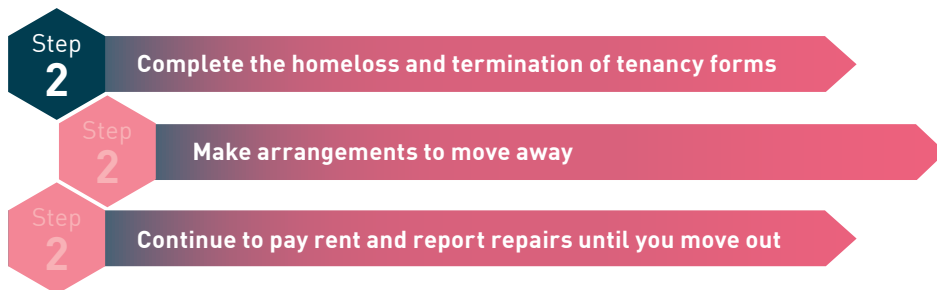 Step
2
Complete the homeloss and termination of tenancy forms
Step
2
Make arrangements to move away
Step
2
Continue to pay rent and report repairs until you move out